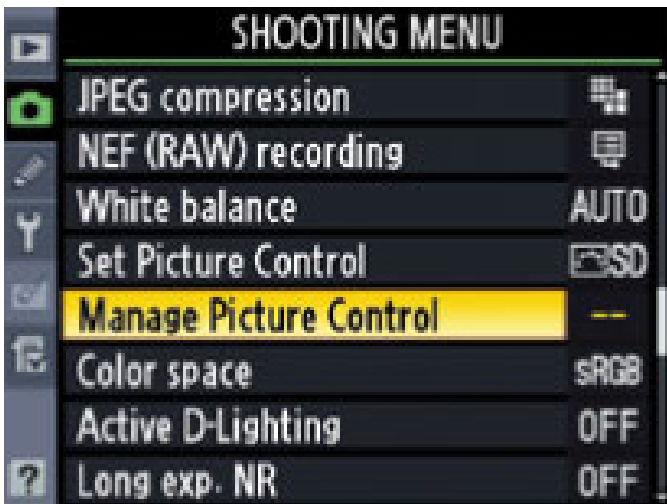 SHOOTING MENU
JPEG compression
NEF (RAW) recording
White balance AUTO
Set Picture Control SD
Manage Picture Control --
Color space sRGB
Active D-Lighting OFF
Long exp. NR OFF
?